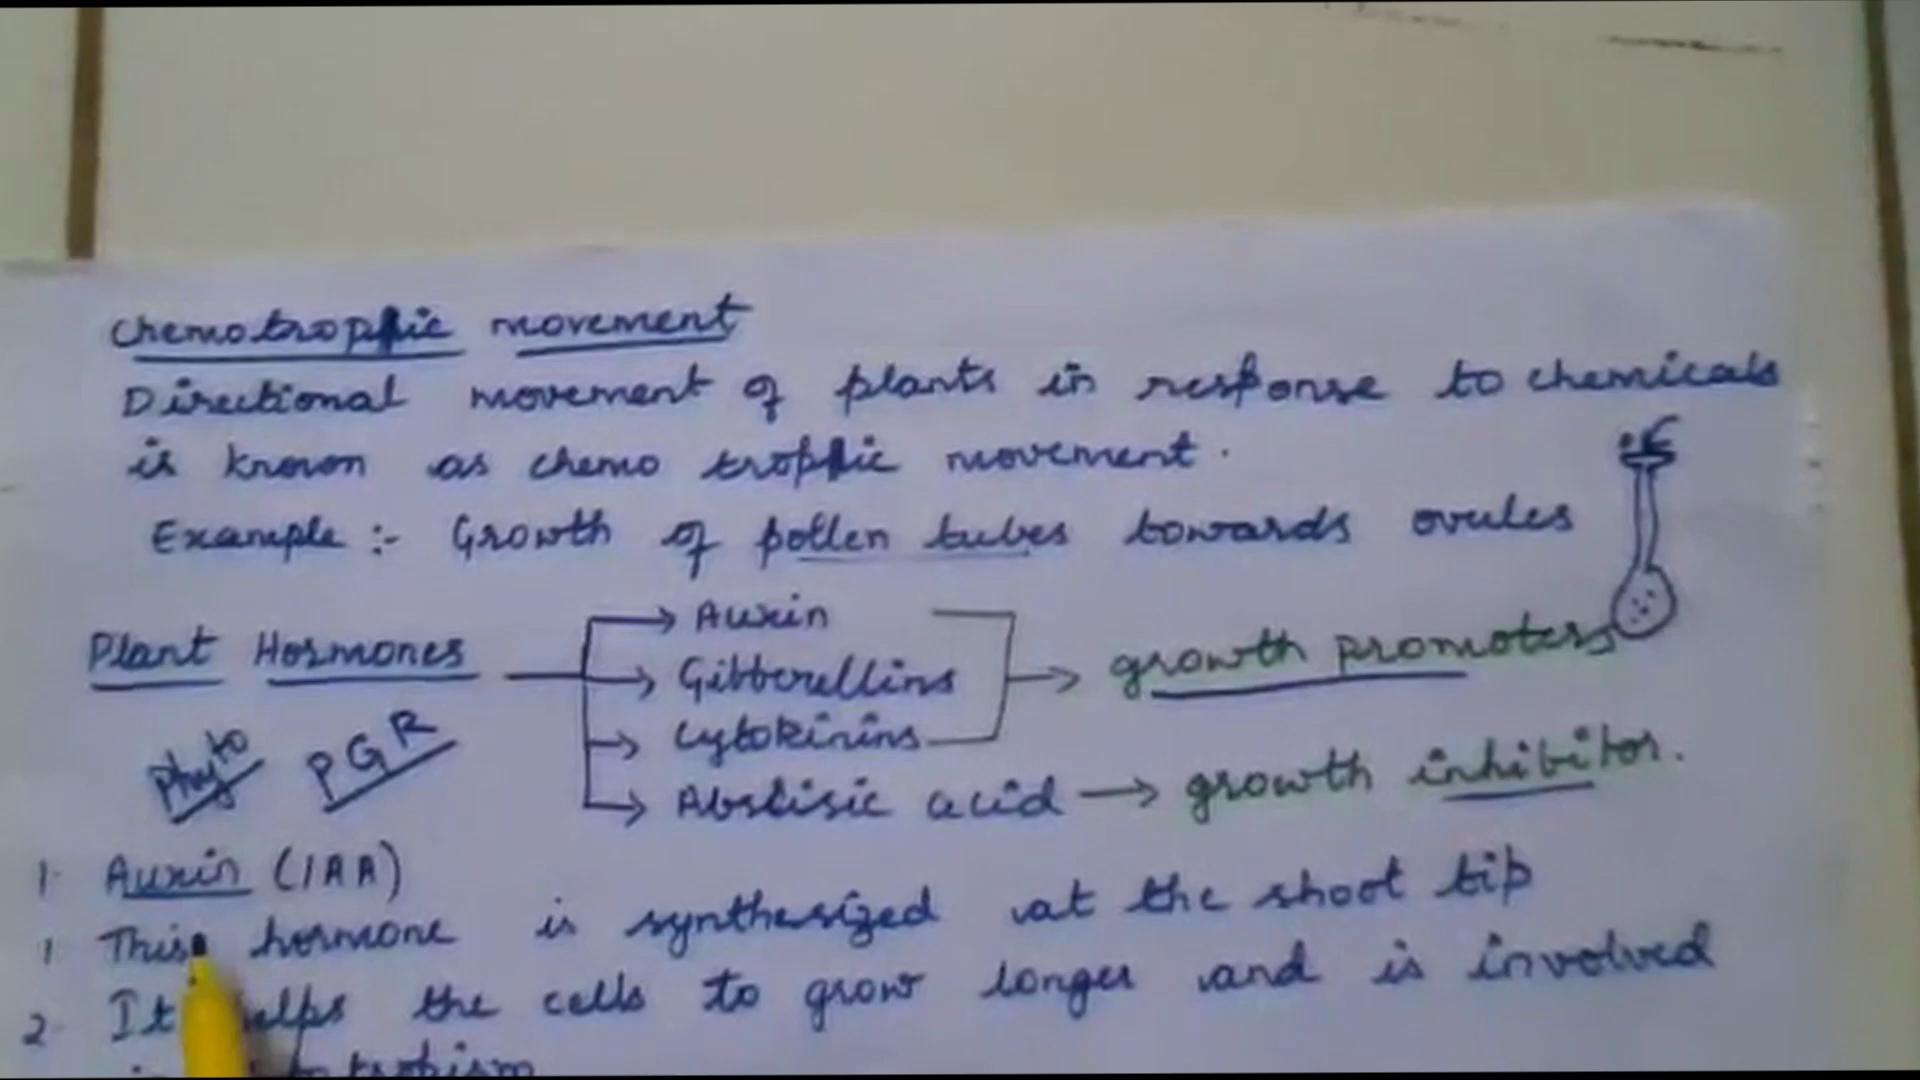 Chemotropic movement
Directional movement of plants in response to chemicals
is known as chemo tropic movement.
Example :- Growth of pollen tubes towards ovules
Plant Hormones
Phyto PGR
Auxin
Gibberellins
Cytokinins
growth promoters
Abscisic acid → growth inhibitor.
1. Auxin (IAA)
1 This hormone is synthesized at the shoot tip
2. It helps the cells to grow longer and is involved